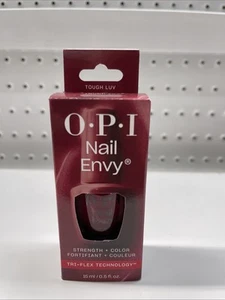 TOUGH LUV
O·P·I
Nail
Envy®
STRENGTH + COLOR
FORTIFIANT + COULEUR
TRI-FLEX TECHNOLOGY™
15 ml / 0.5 fl oz